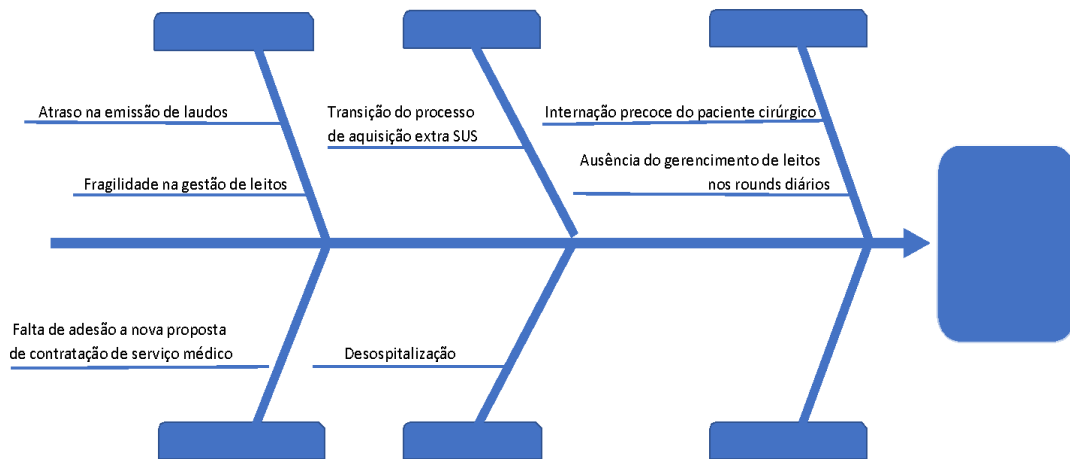 Atraso na emissão de laudos
Fragilidade na gestão de leitos
Transição do processo
de aquisição extra SUS
Internação precoce do paciente cirúrgico
Ausência do gerencimento de leitos
nos rounds diários
Falta de adesão a nova proposta
de contratação de serviço médico
Desospitalização